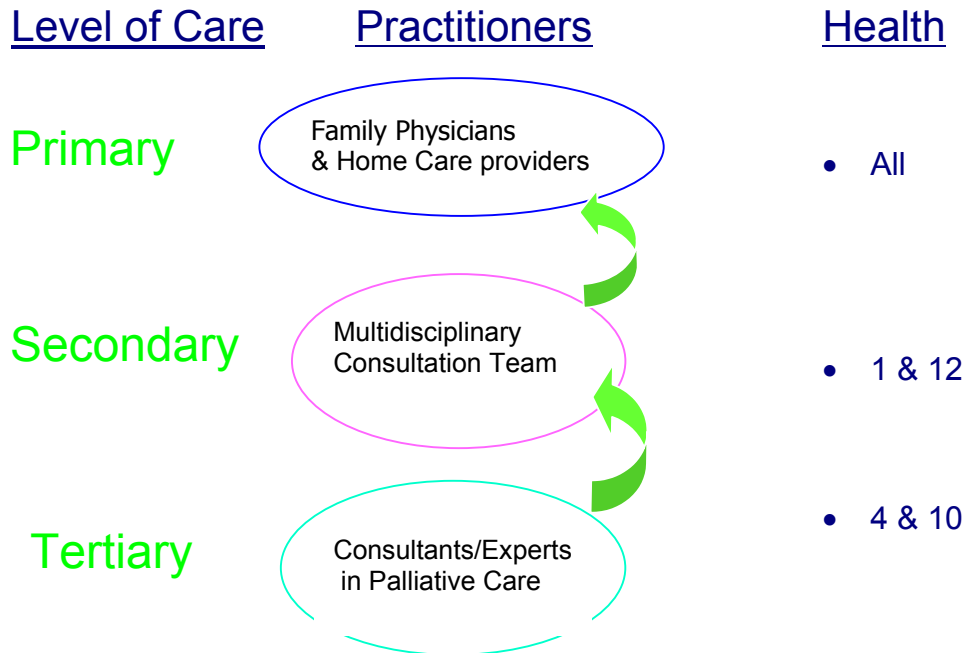 Level of Care Practitioners Health
Primary
Family Physicians
& Home Care providers
• All
Secondary
Multidisciplinary
Consultation Team
• 1 & 12
Tertiary
Consultants/Experts
in Palliative Care
• 4 & 10